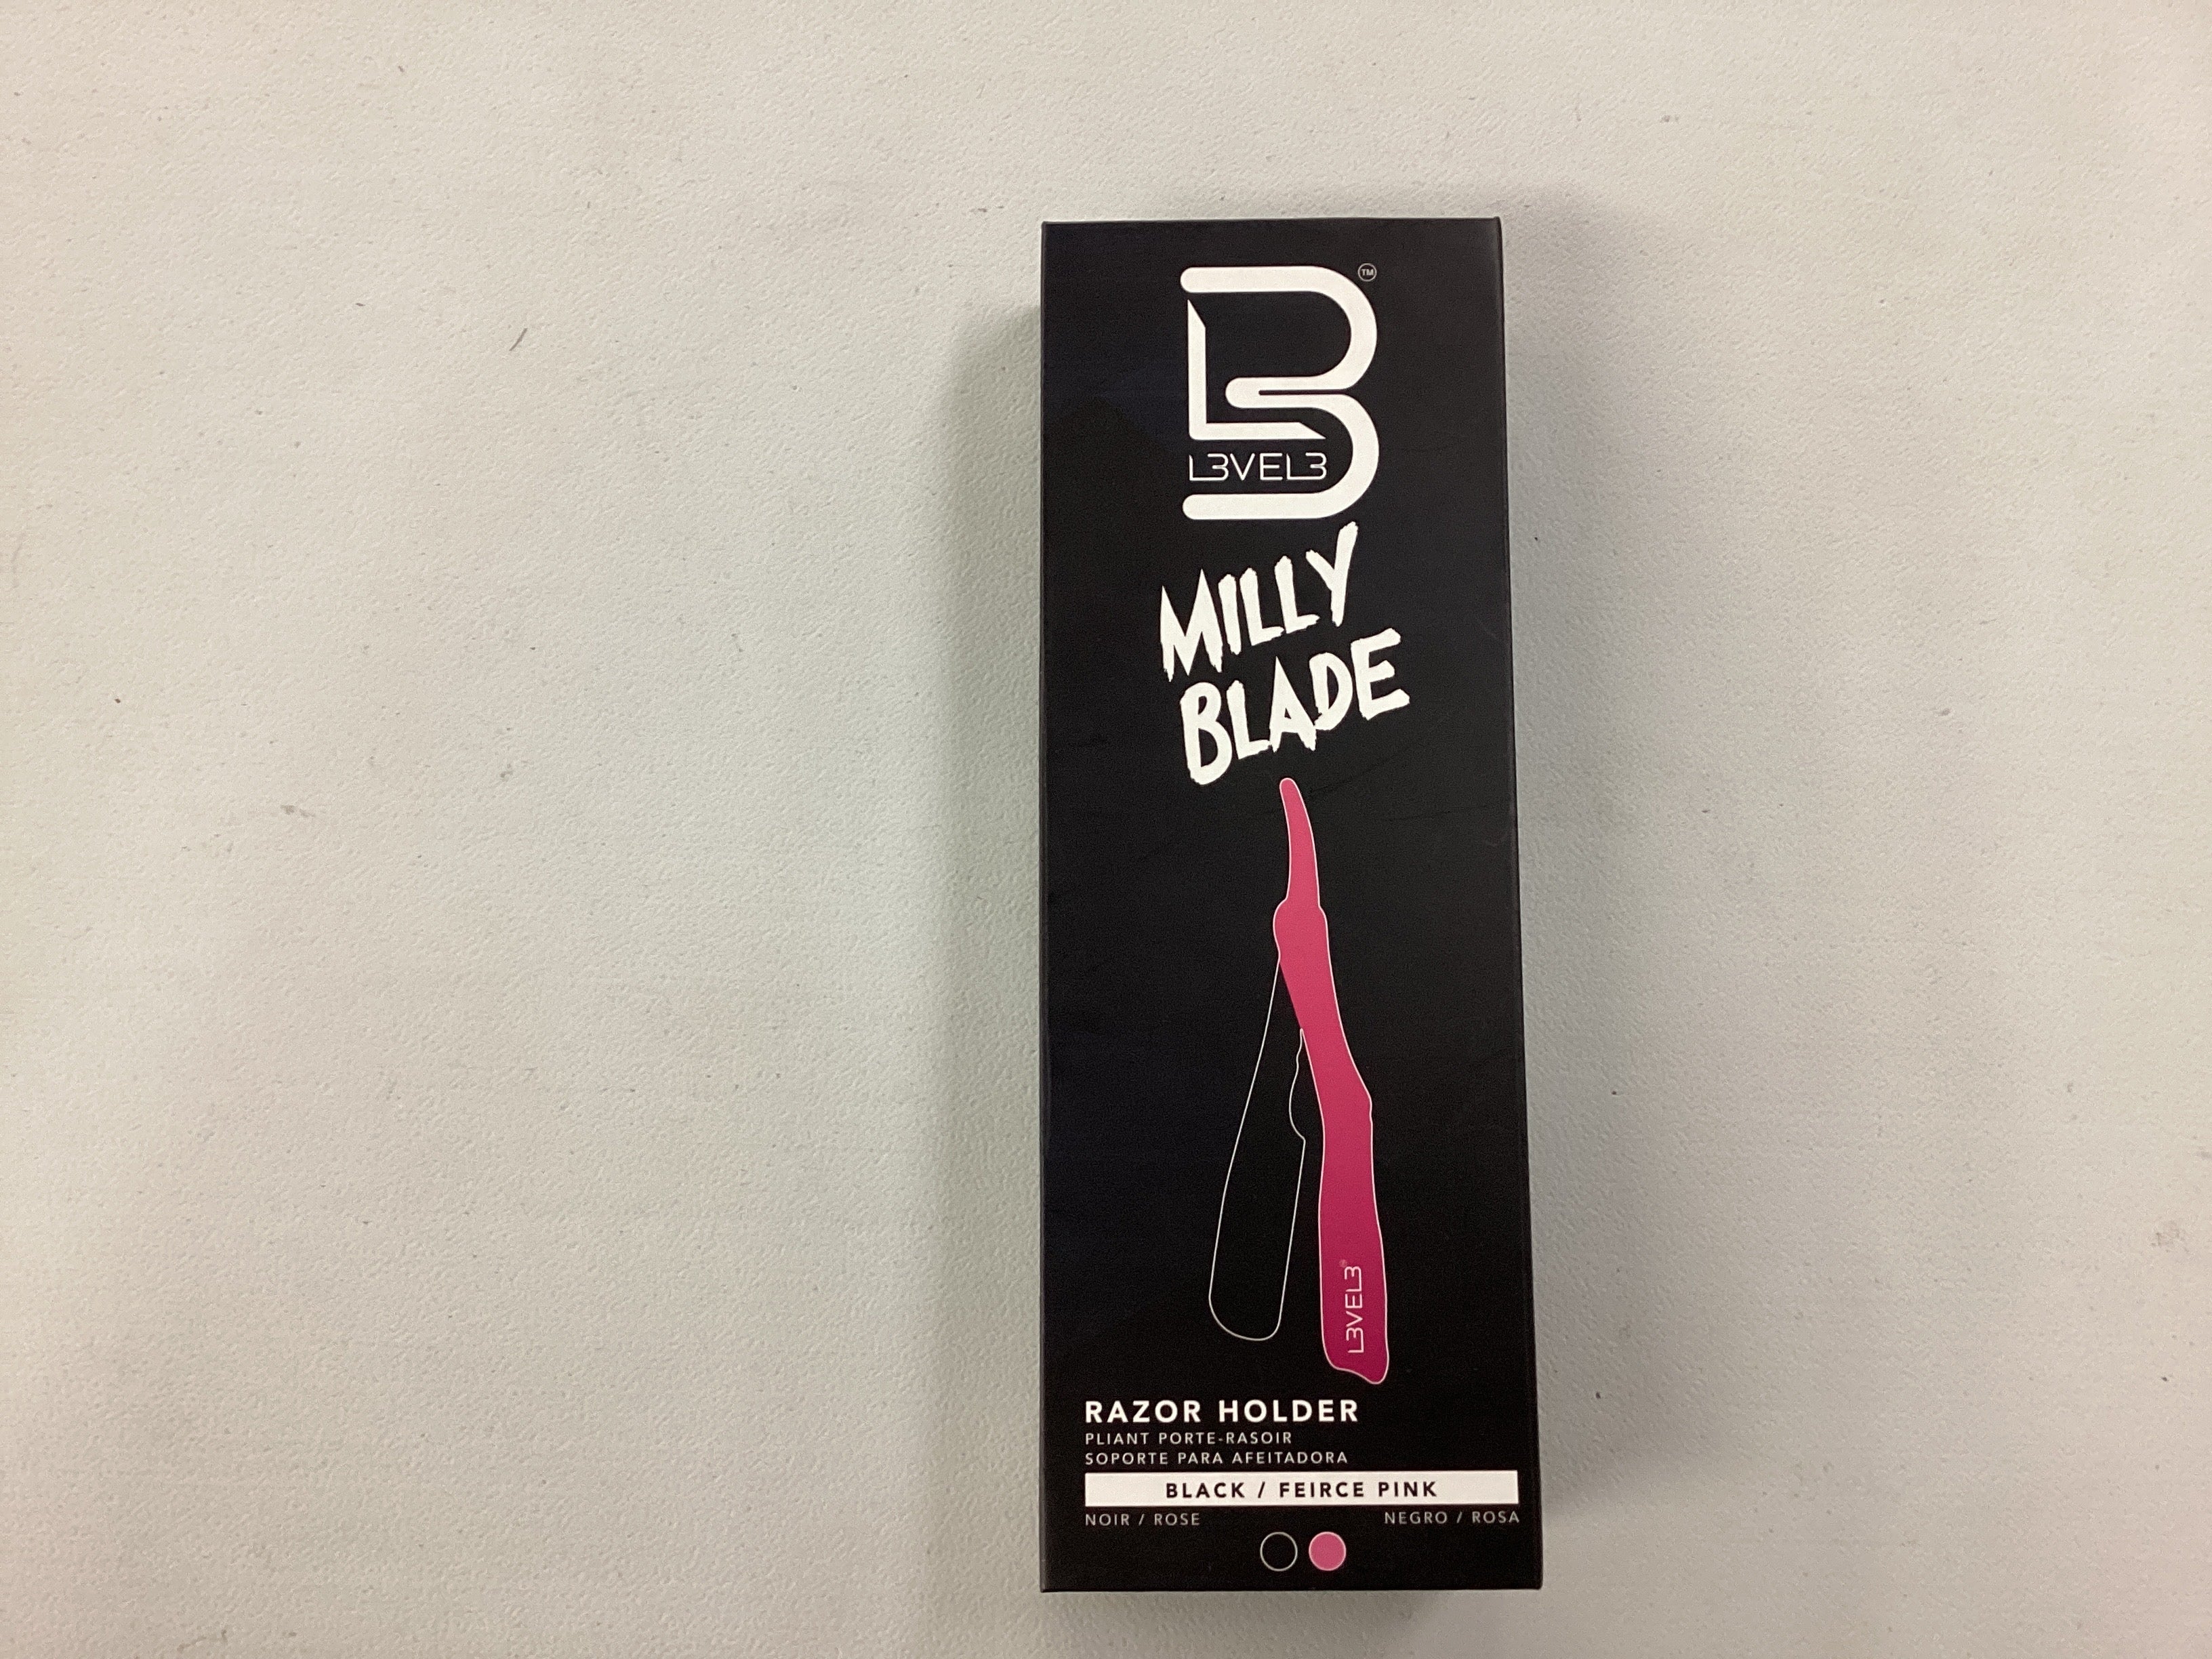 TM
L3VEL3
MILLY
BLADE
L3VEL3
RAZOR HOLDER
PLIANT PORTE-RASOIR
SOPORTE PARA AFEITADORA
BLACK / FEIRCE PINK
NOIR / ROSE NEGRO / ROSA